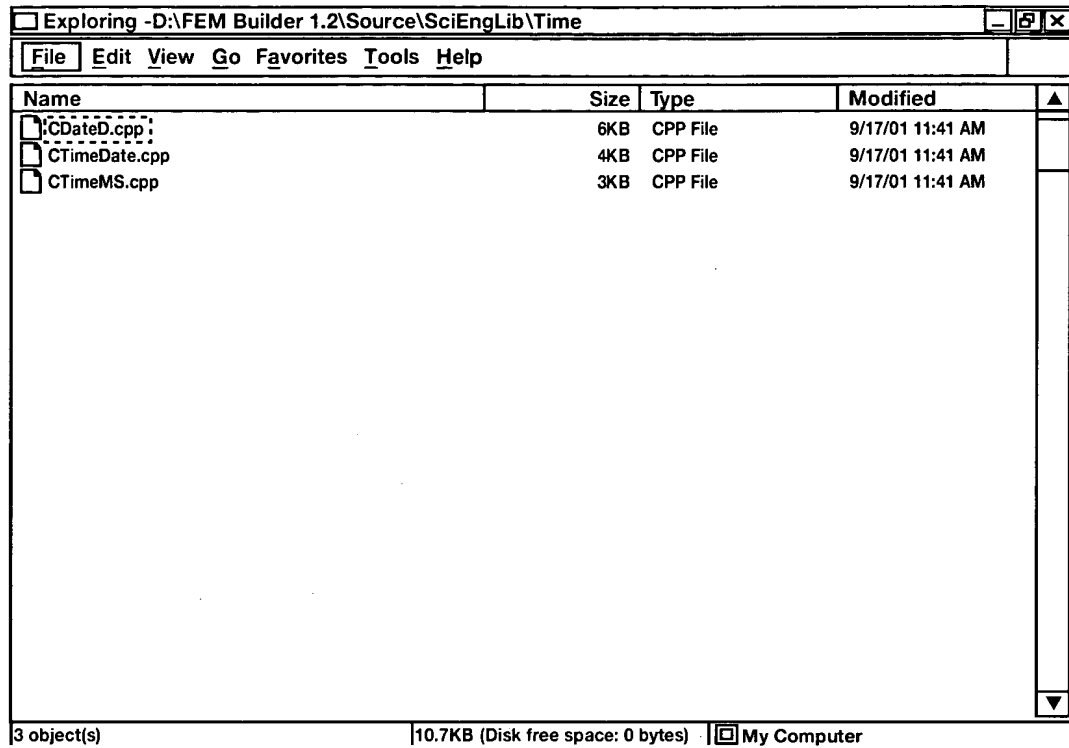 Exploring -D:\FEM Builder 1.2\Source\SciEngLib\Time
File Edit View Go Favorites Tools Help
Name Size Type Modified
CDateD.cpp 6KB CPP File 9/17/01 11:41 AM
CTimeDate.cpp 4KB CPP File 9/17/01 11:41 AM
CTimeMS.cpp 3KB CPP File 9/17/01 11:41 AM
3 object(s) 10.7KB (Disk free space: 0 bytes) My Computer